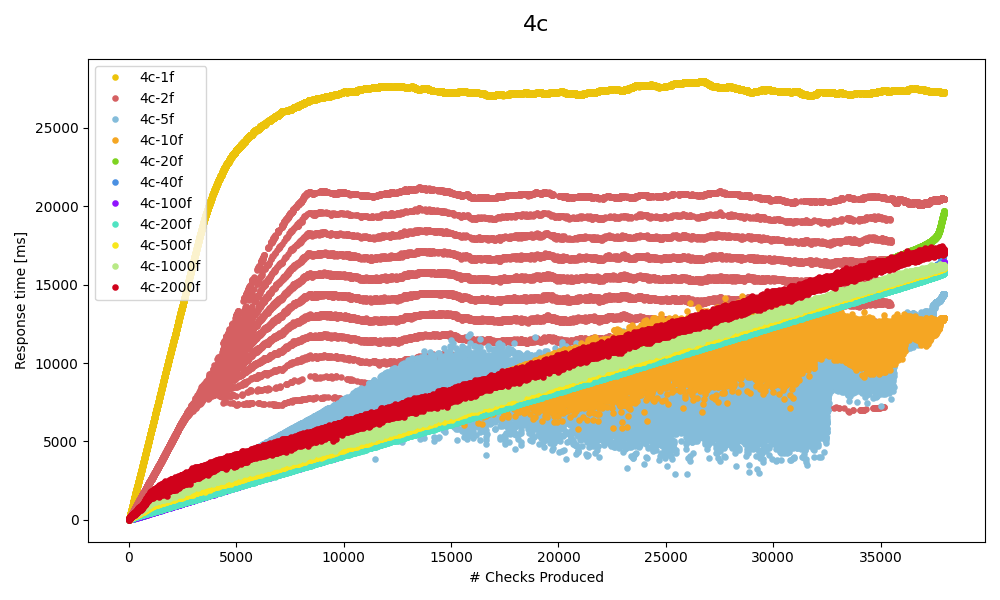 4c
4c-1f
4c-2f
4c-5f
4c-10f
4c-20f
4c-40f
4c-100f
4c-200f
4c-500f
4c-1000f
4c-2000f
Response time [ms]
25000
20000
15000
10000
5000
0
0 5000 10000 15000 20000 25000 30000 35000
# Checks Produced